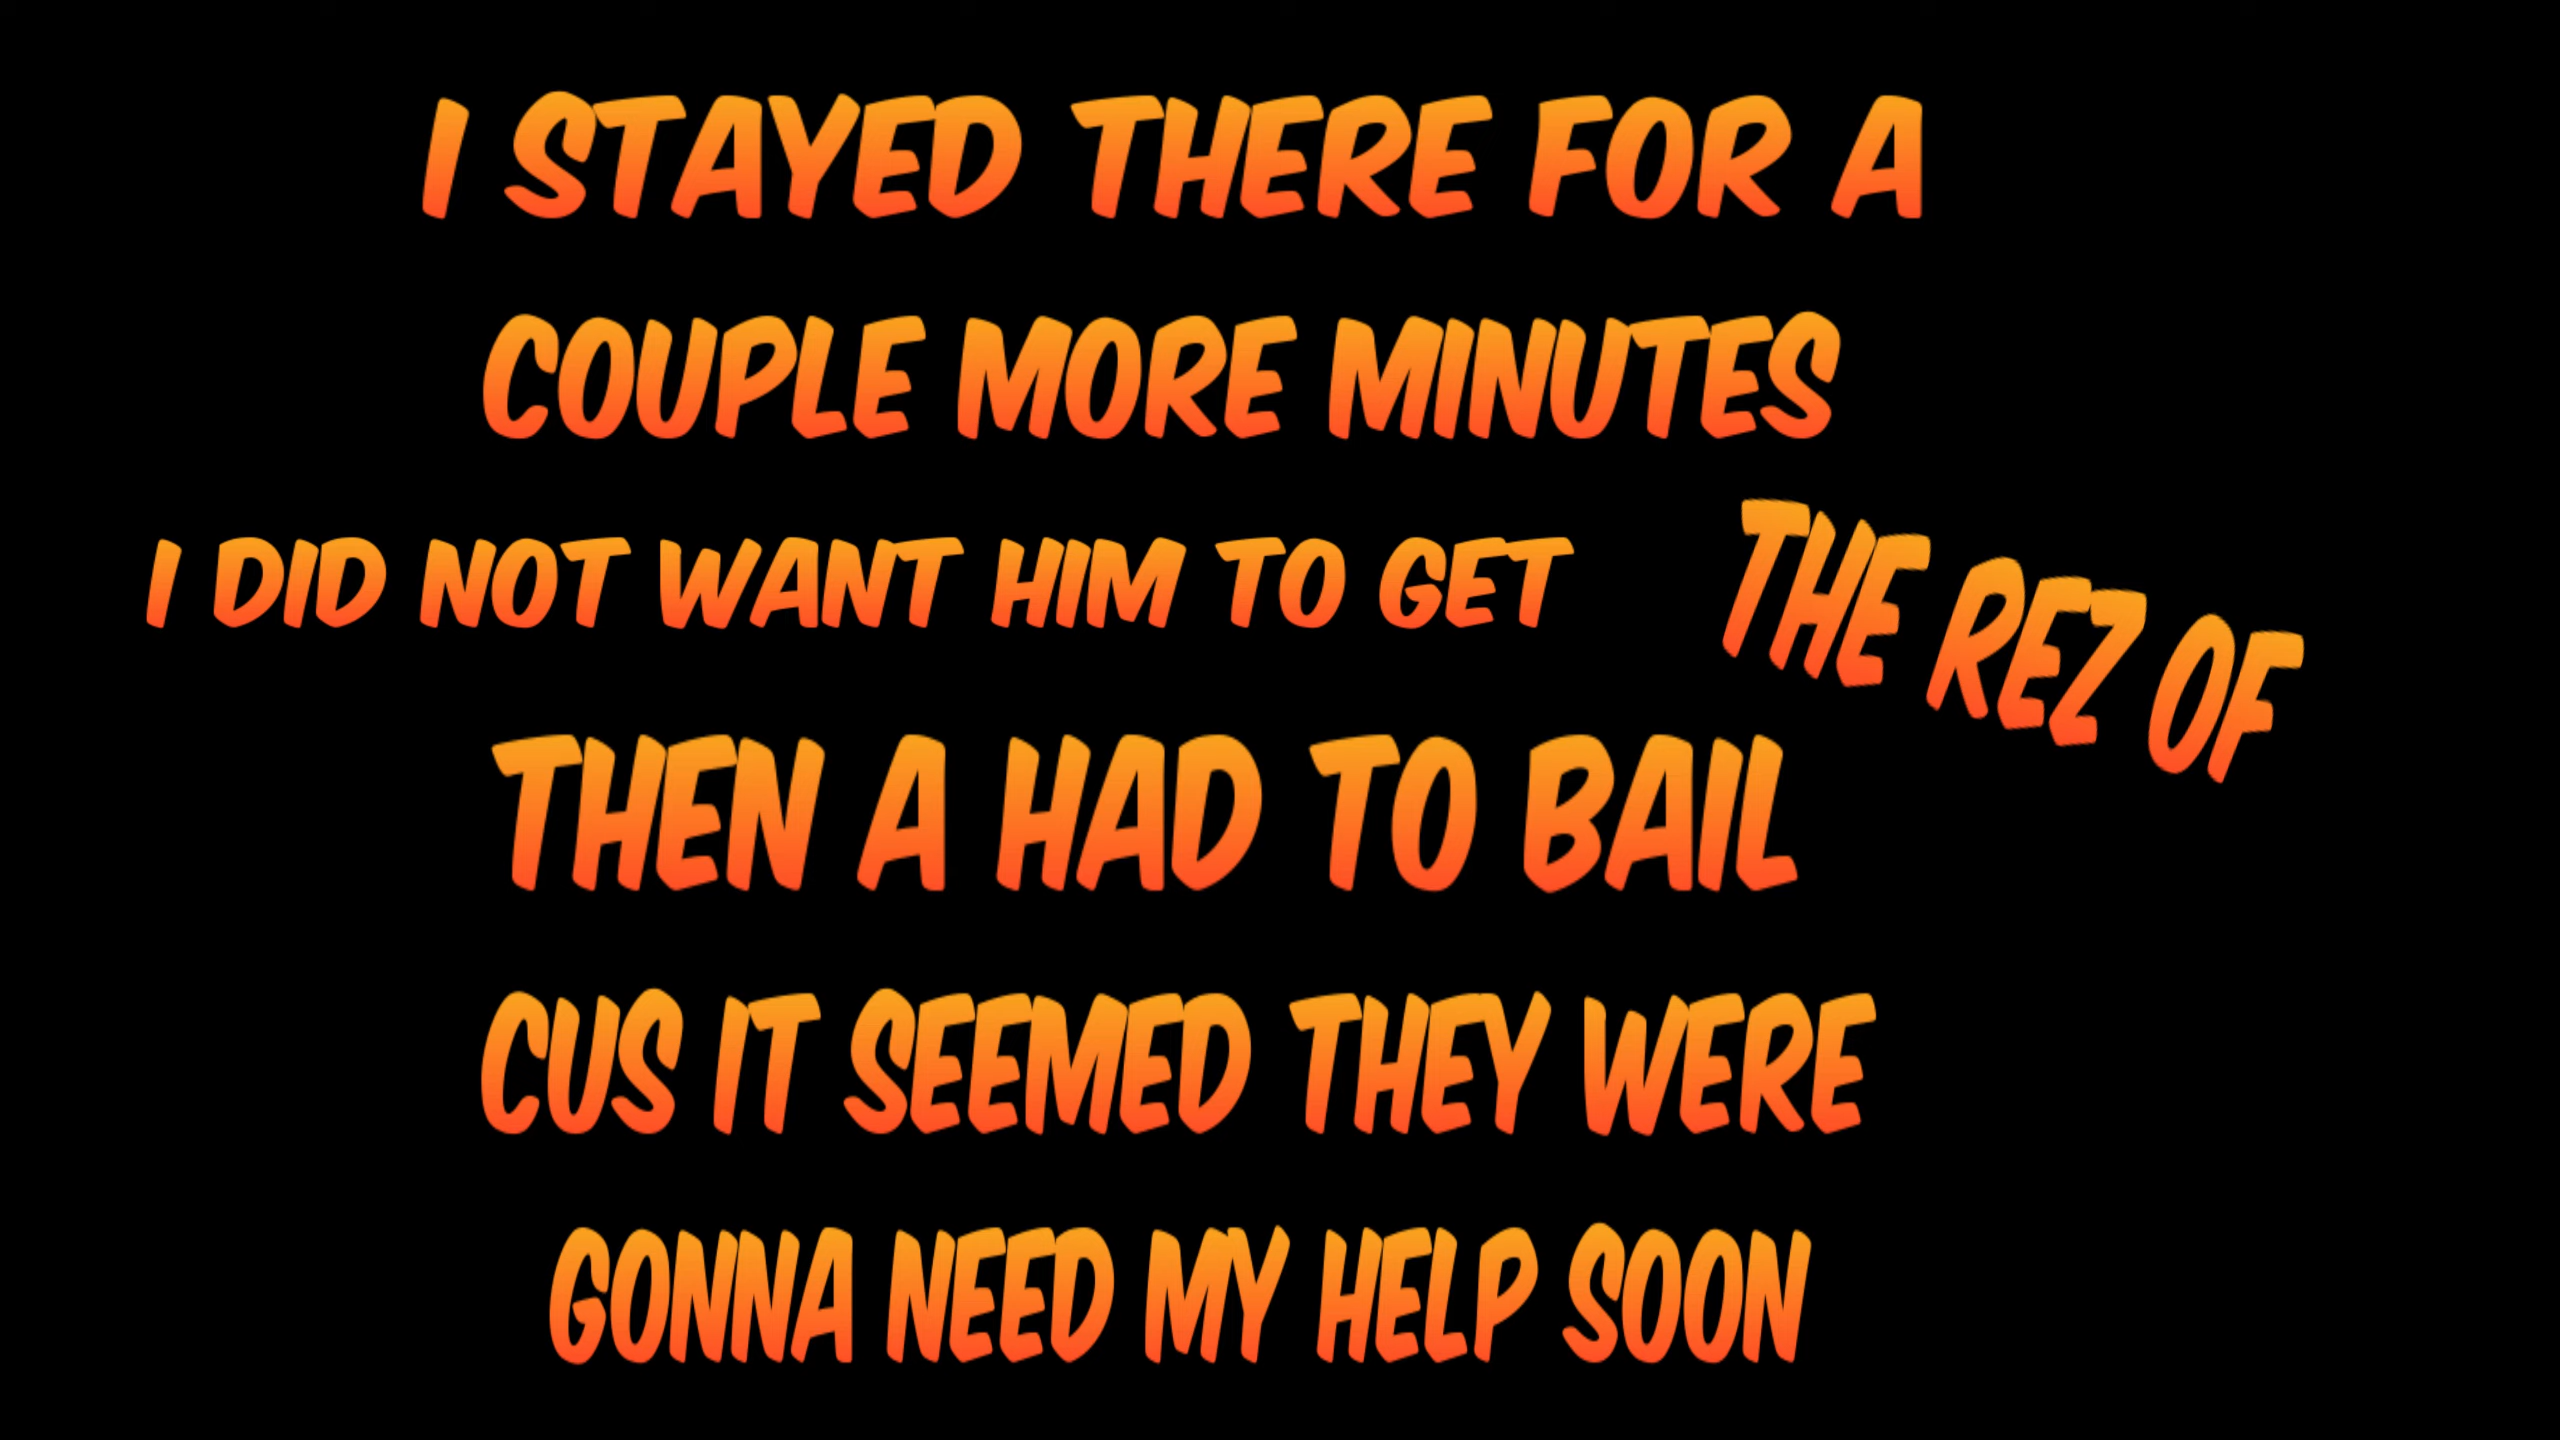 I STAYED THERE FOR A
COUPLE MORE MINUTES
I DID NOT WANT HIM TO GET
THE REZ OF
THEN A HAD TO BAIL
CUS IT SEEMED THEY WERE
GONNA NEED MY HELP SOON